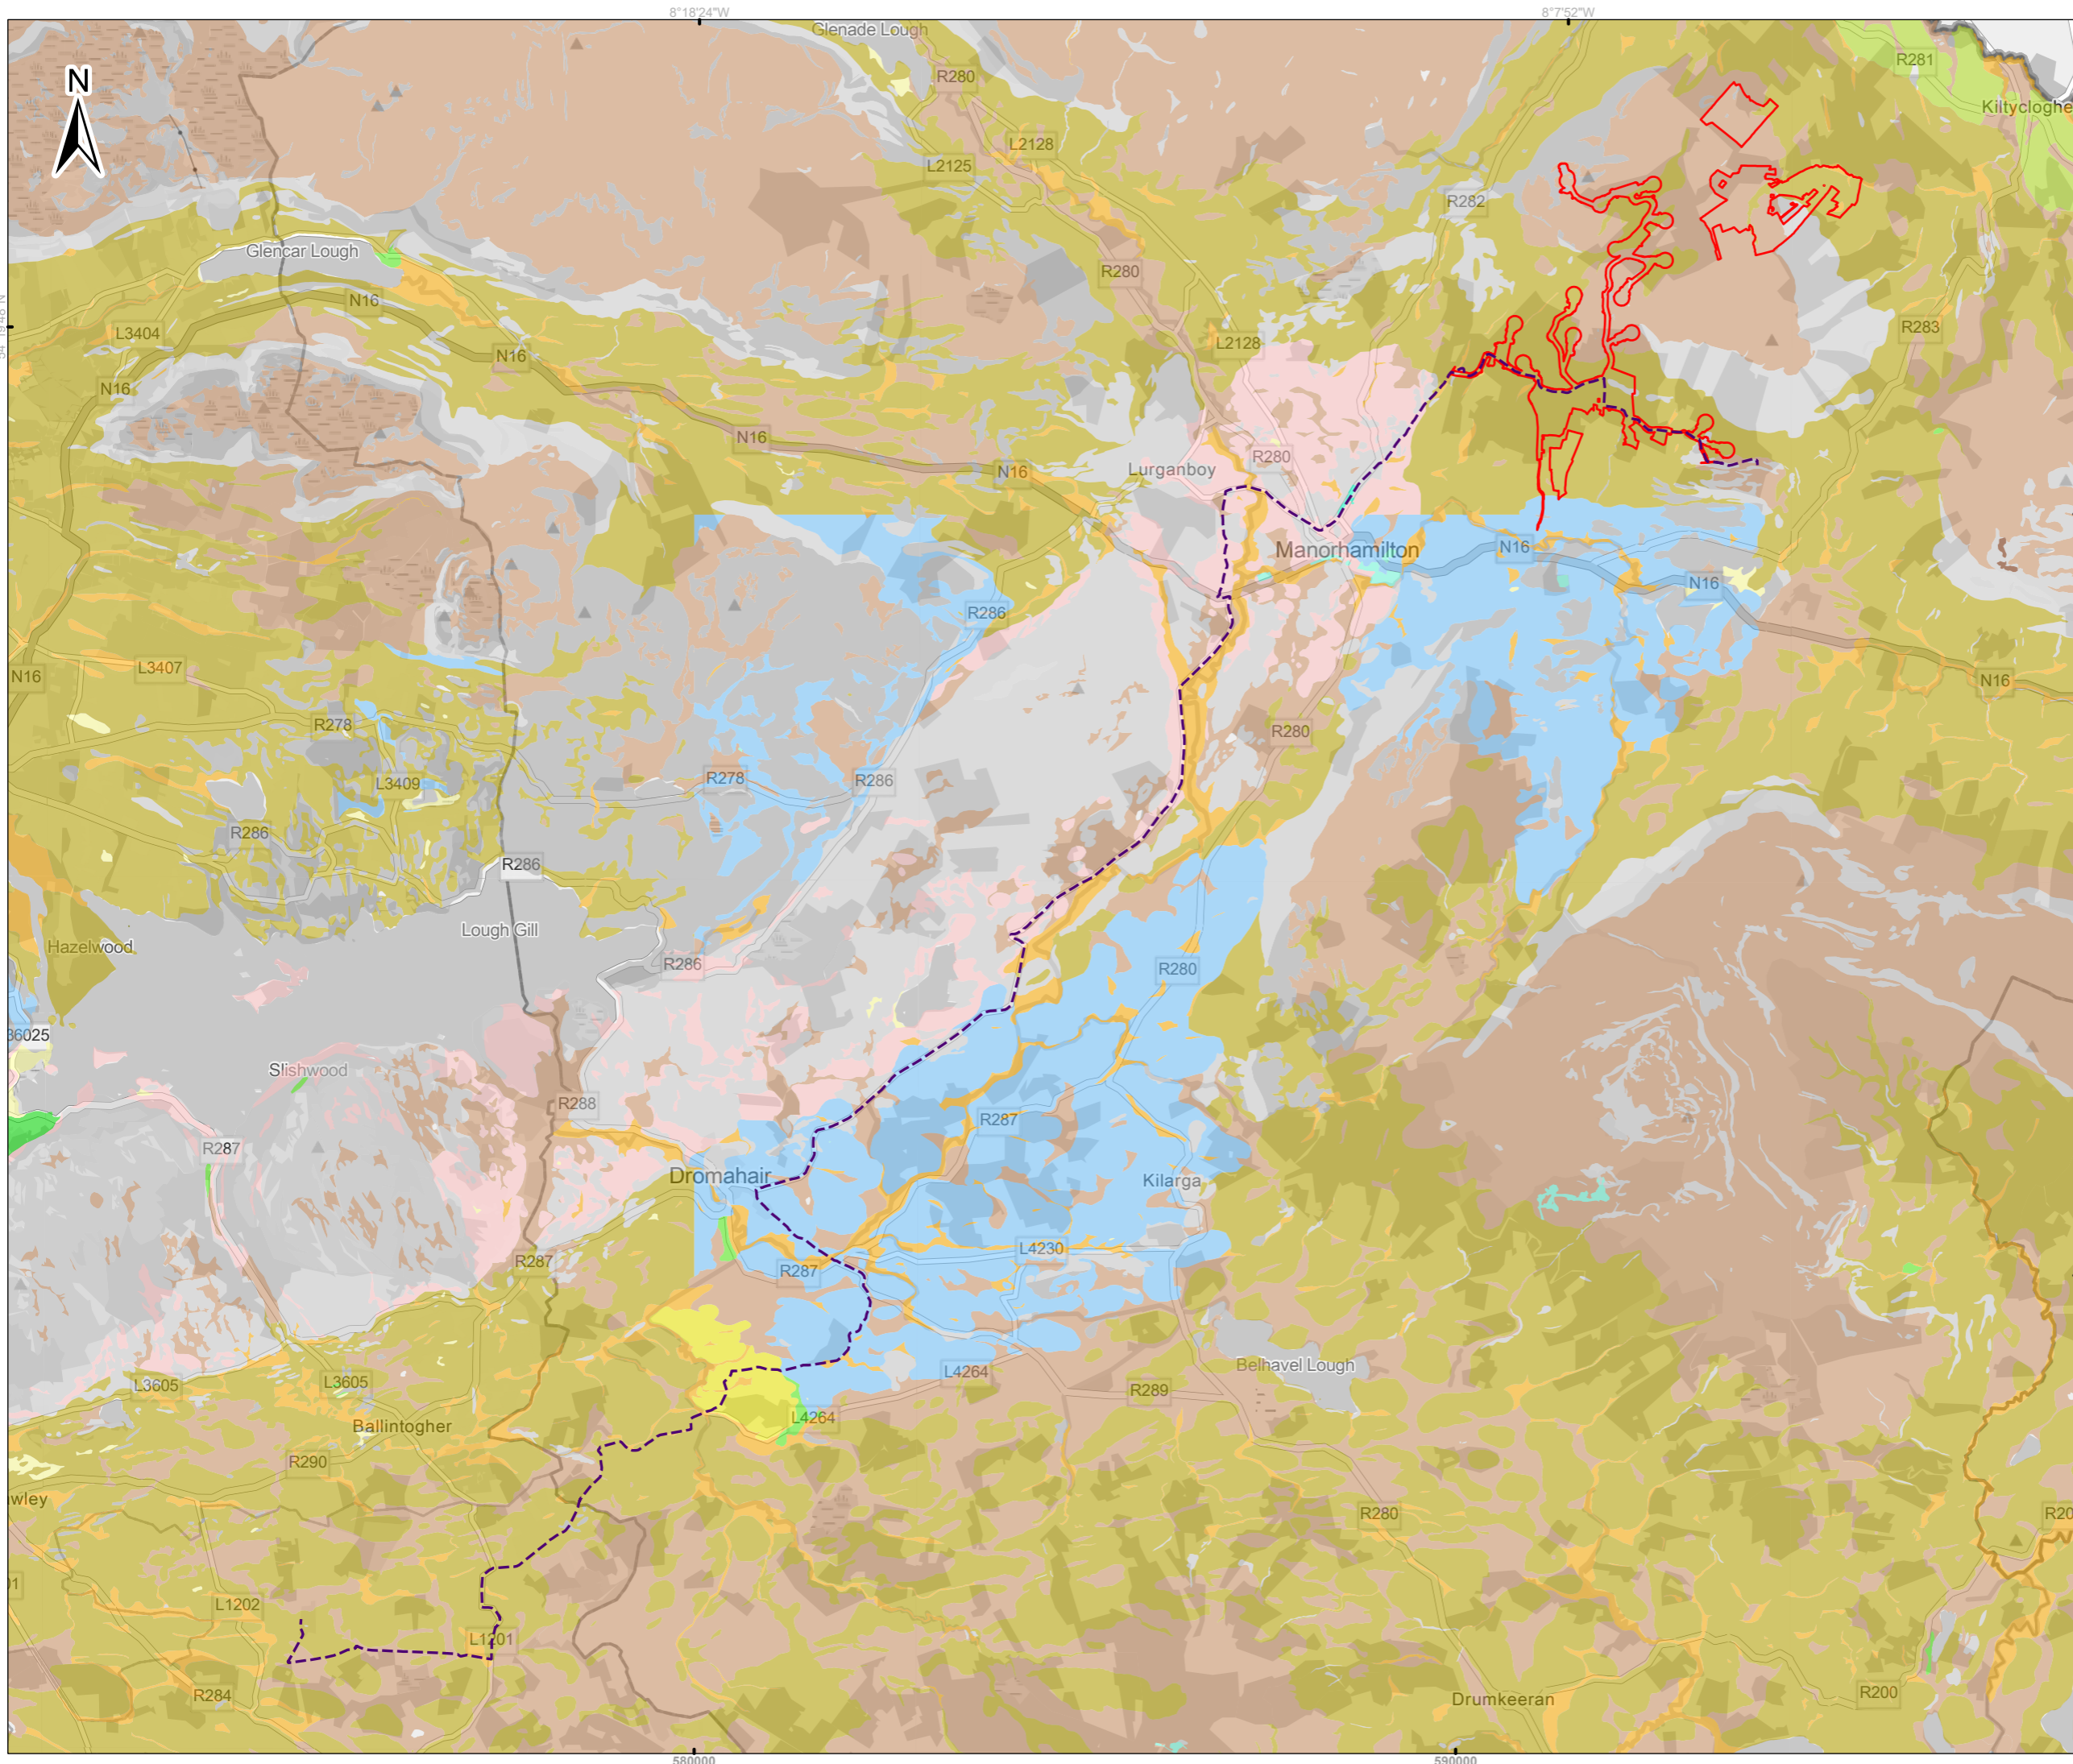 8°18'24"W
8°7'52"W
Glenade Lough
R280
R281
N
Kiltycloghe
L2128
L2125
R282
Glencar Lough
R280
N16
L3404
R283
L2128
N16
N16
N16
R280
Lurganboy
N16
Manorhamilton
N16
N16
R286
L3407
N16
N16
R278
R280
R278
R286
L3409
R286
R286
Lough Gill
Hazelwood
R286
R280
36025
Slishwood
R288
R287
R287
Dromahair
Kilarga
L4230
R287
R287
Belhavel Lough
L4264
L3605
L3605
R289
L4264
Ballintogher
R290
wley
R280
R20
01
L1202
L1201
R284
Drumkeeran
R200
580000
590000